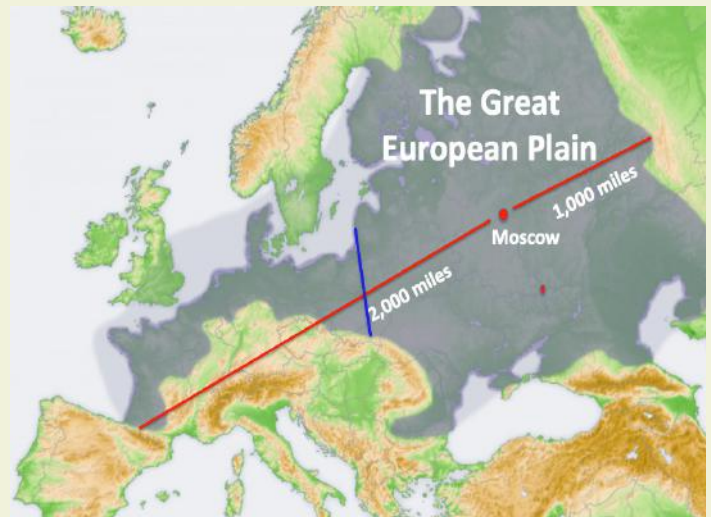 The Great
European Plain
1,000 miles
Moscow
2,000 miles